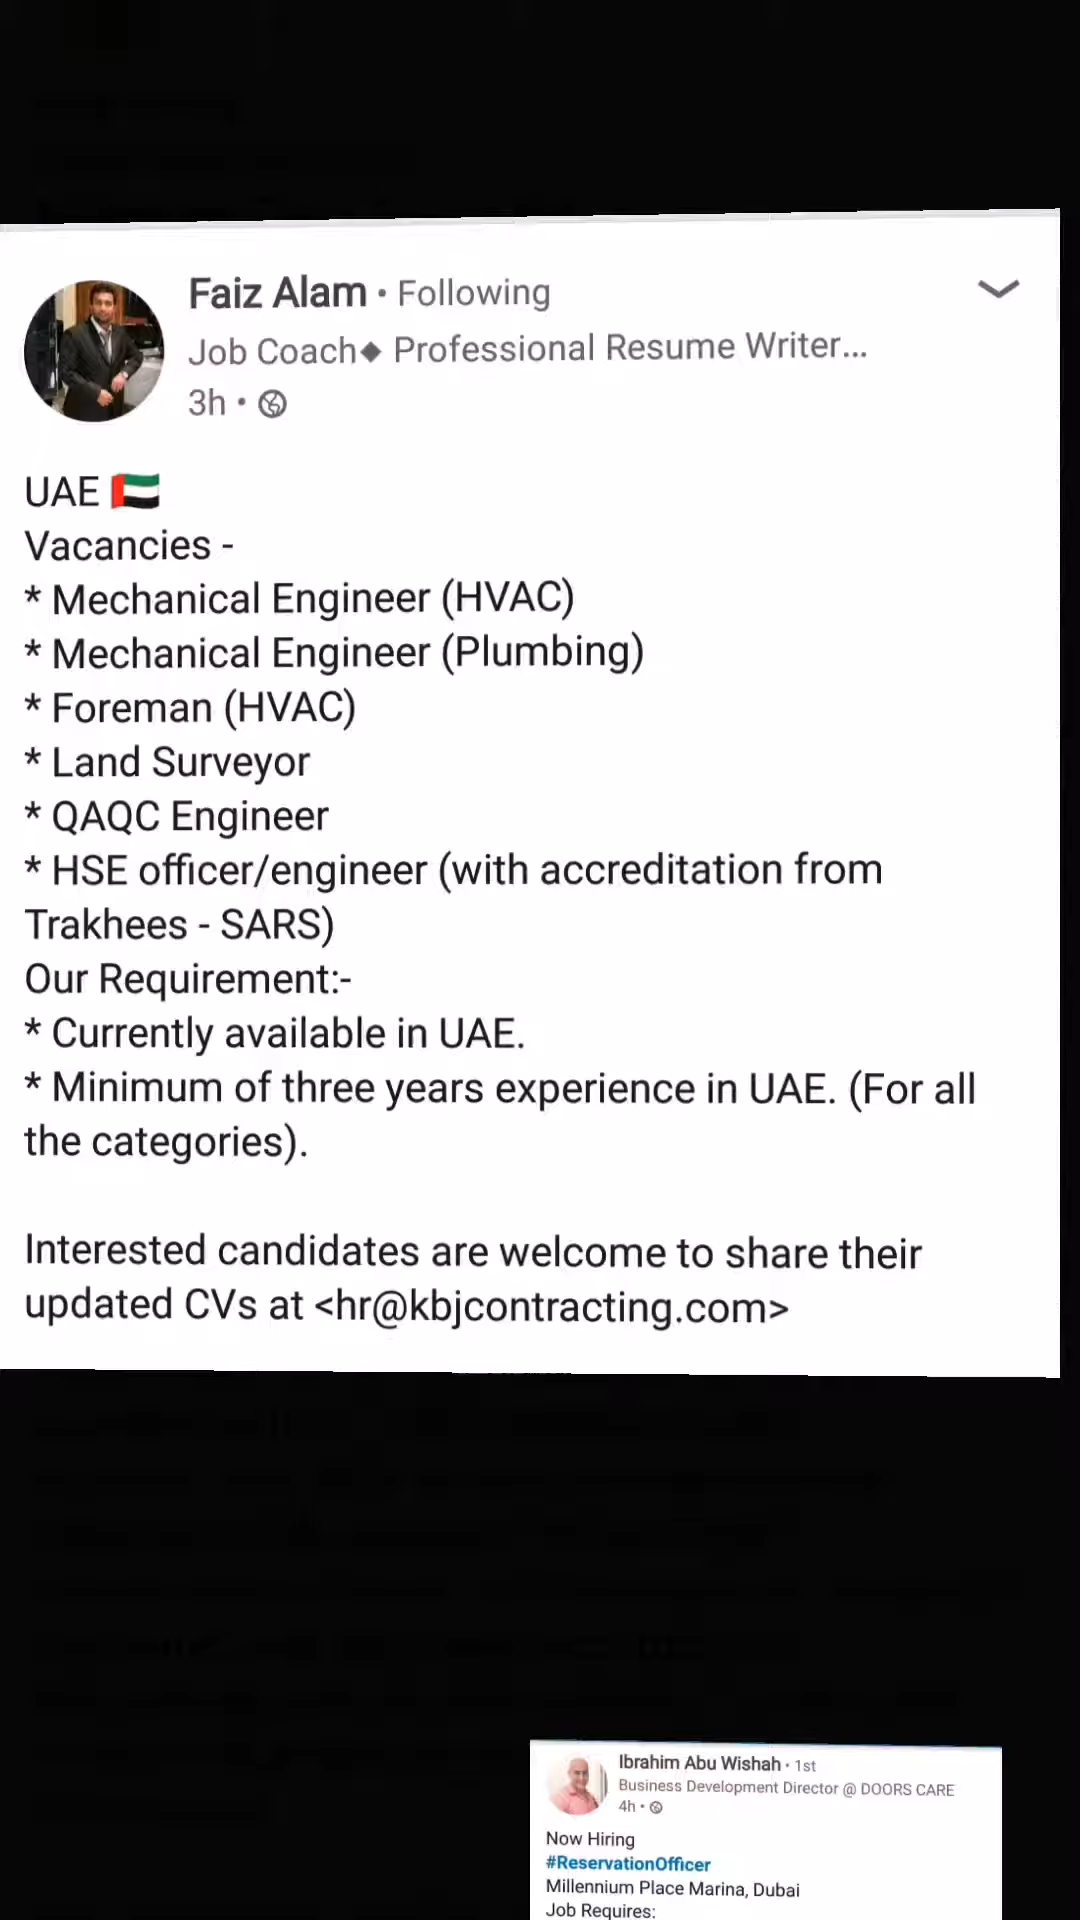 Faiz Alam • Following
Job Coach◆ Professional Resume Writer...
3h •
UAE 🇦🇪
Vacancies -
* Mechanical Engineer (HVAC)
* Mechanical Engineer (Plumbing)
* Foreman (HVAC)
* Land Surveyor
* QAQC Engineer
* HSE officer/engineer (with accreditation from
Trakhees - SARS)
Our Requirement:-
* Currently available in UAE.
* Minimum of three years experience in UAE. (For all
the categories).
Interested candidates are welcome to share their
updated CVs at <hr@kbjcontracting.com>
Ibrahim Abu Wishah • 1st
Business Development Director @ DOORS CARE
4h •
Now Hiring
#ReservationOfficer
Millennium Place Marina, Dubai
Job Requires: